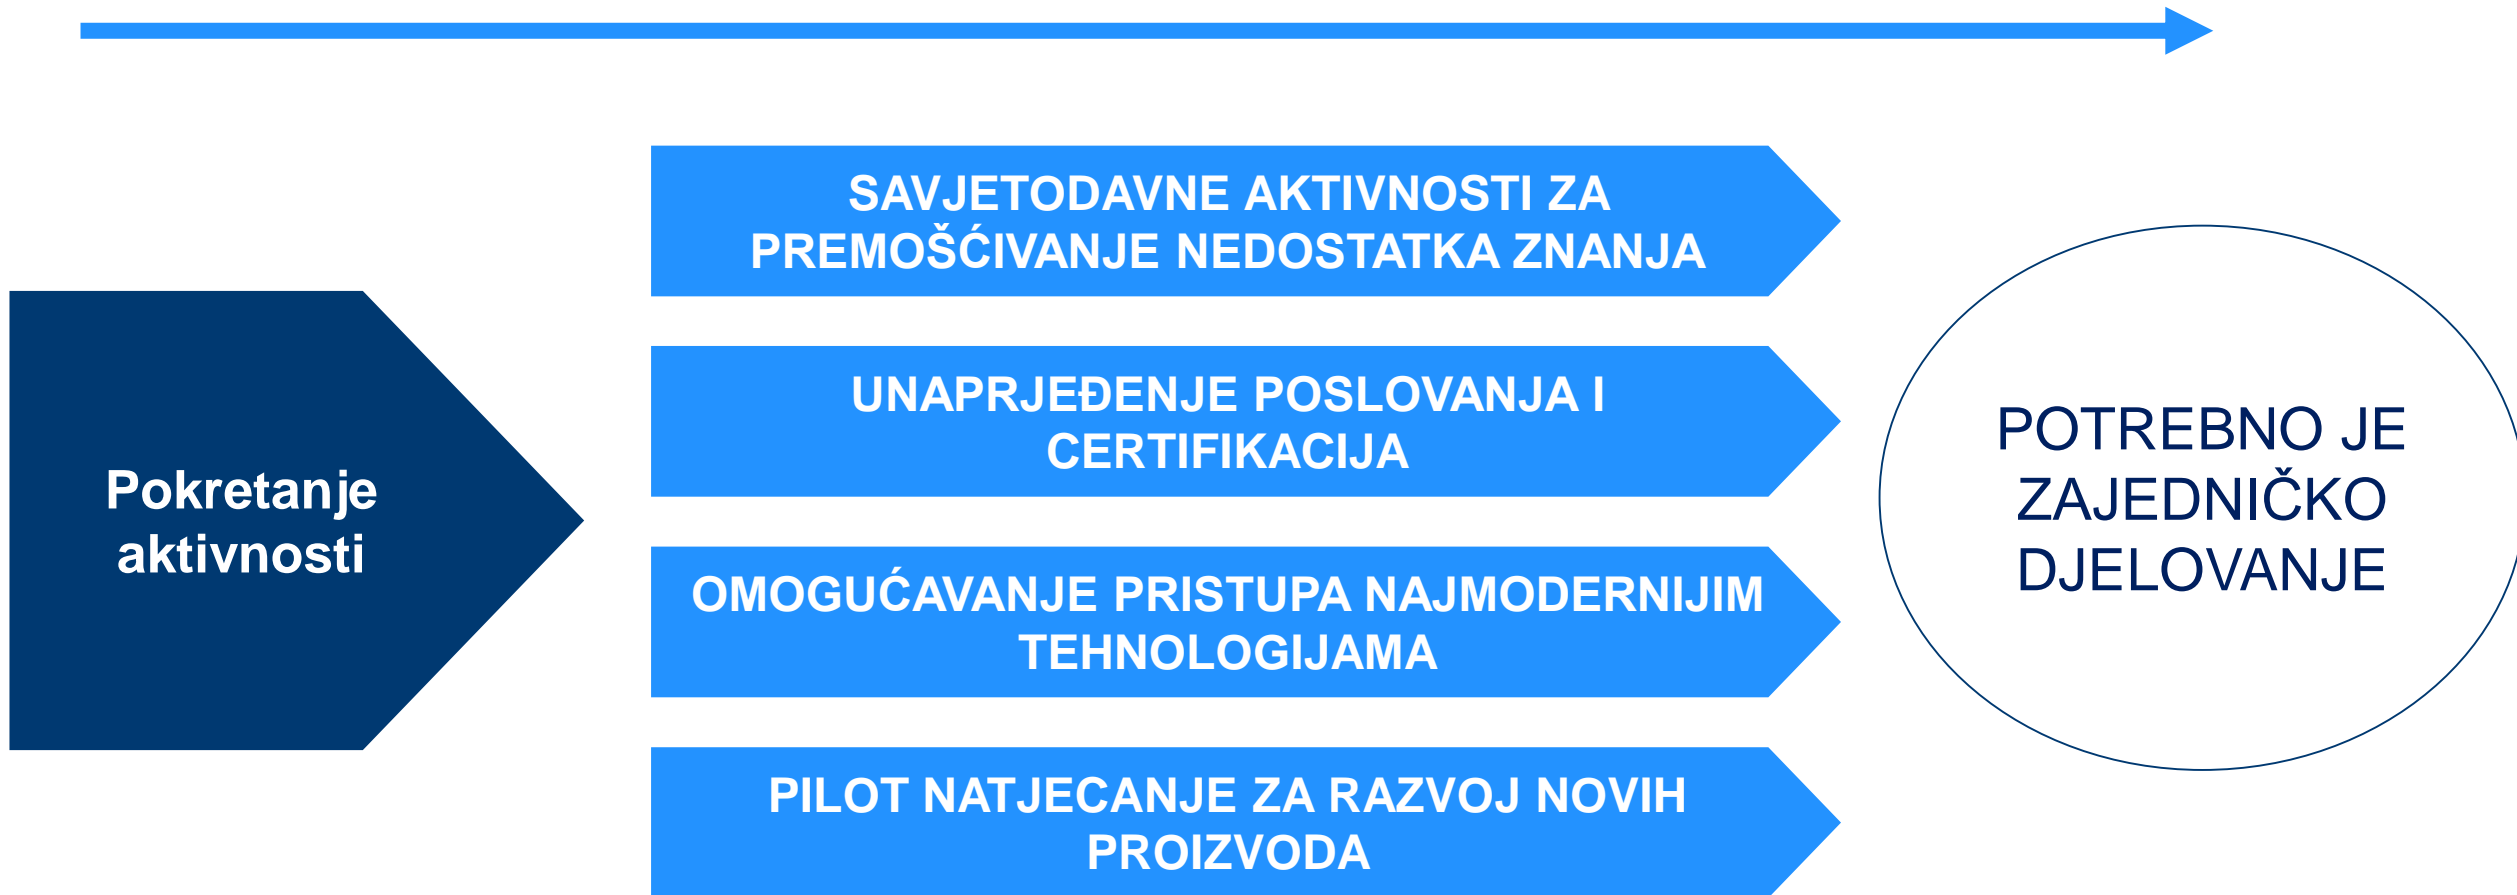 Pokretanje
aktivnosti
SAVJETODAVNE AKTIVNOSTI ZA
PREMOŠĆIVANJE NEDOSTATKA ZNANJA
UNAPRJEĐENJE POSLOVANJA I
CERTIFIKACIJA
OMOGUĆAVANJE PRISTUPA NAJMODERNIJIM
TEHNOLOGIJAMA
PILOT NATJECANJE ZA RAZVOJ NOVIH
PROIZVODA
POTREBNO JE
ZAJEDNIČKO
DJELOVANJE